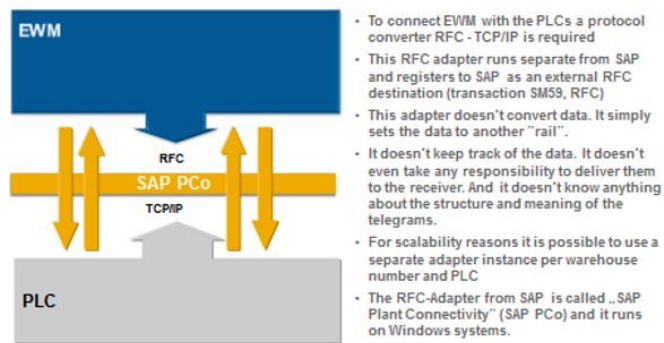 EWM
RFC
SAP PCo
TCP/IP
PLC
• To connect EWM with the PLCs a protocol
converter RFC - TCP/IP is required
• This RFC adapter runs separate from SAP
and registers to SAP as an external RFC
destination (transaction SM59, RFC)
• This adapter doesn't convert data. It simply
sets the data to another "rail".
• It doesn't keep track of the data. It doesn't
even take any responsibility to deliver them
to the receiver. And it doesn't know anything
about the structure and meaning of the
telegrams.
• For scalability reasons it is possible to use a
separate adapter instance per warehouse
number and PLC
• The RFC-Adapter from SAP is called „SAP
Plant Connectivity" (SAP PCo) and it runs
on Windows systems.